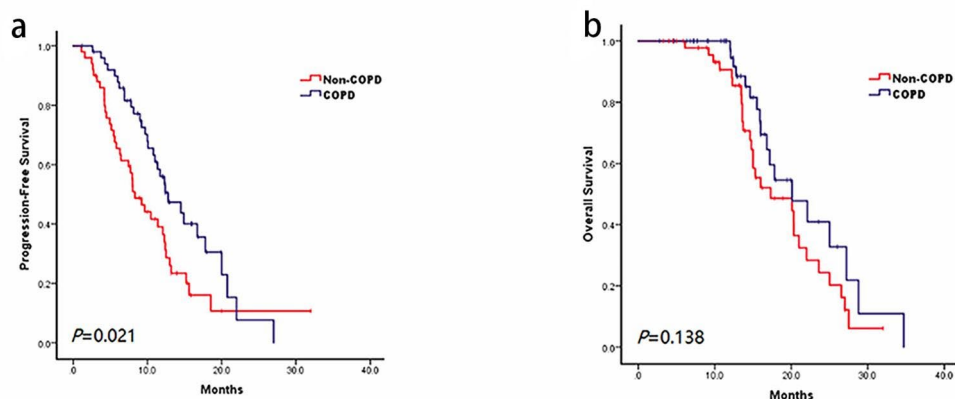 a
1.0
0.8
0.6
0.4
0.2
0.0
Progression-Free Survival
Non-COPD
COPD
P=0.021
.0
10.0
20.0
30.0
40.0
Months
b
1.0
0.8
0.6
0.4
0.2
0.0
Overall Survival
Non-COPD
COPD
P=0.138
.0
10.0
20.0
30.0
40.0
Months